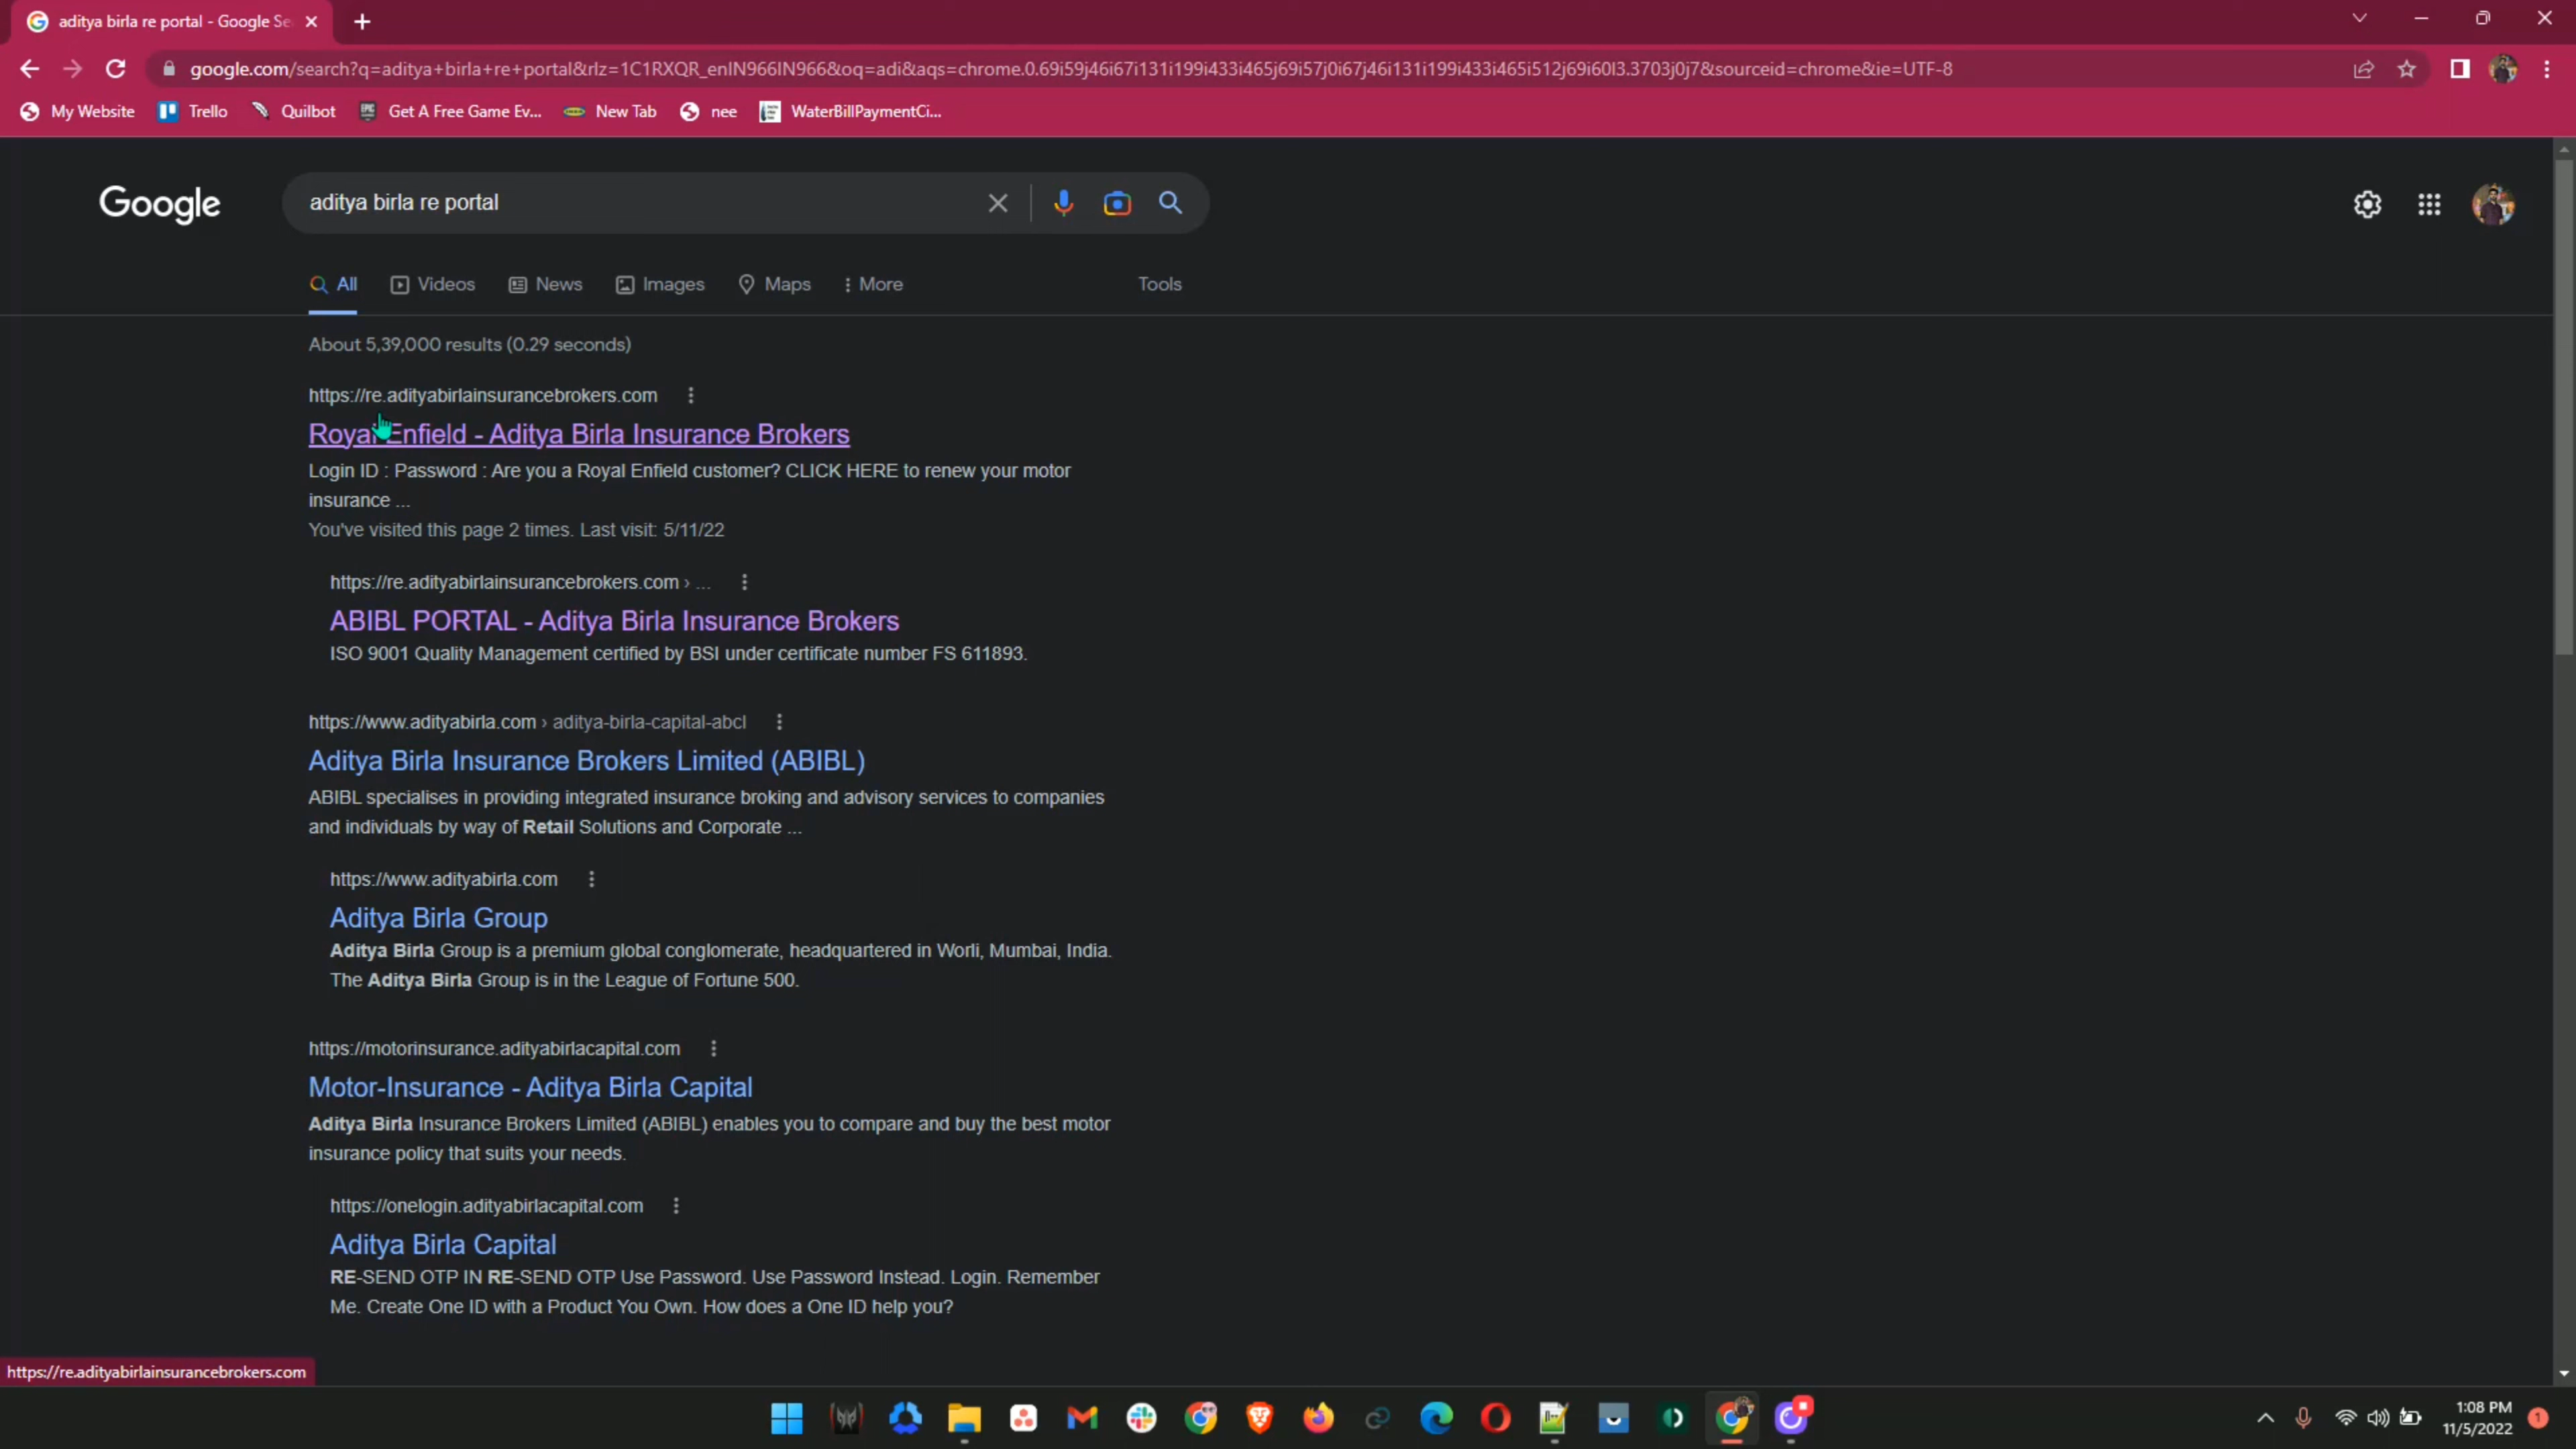 aditya birla re portal - Google Se
google.com/search?q=aditya+birla+re+portal&rlz=1C1RXQR_enIN966IN966&oq=adi&aqs=chrome.0.69i59j46i67i131i199i433i465j69i57j0i67j46i131i199i433i465i512j69i60l3.3703j0j7&sourceid=chrome&ie=UTF-8
My Website Trello Quilbot Get A Free Game Ev... New Tab nee WaterBillPaymentCi...
Google aditya birla re portal
All Videos News Images Maps More Tools
About 5,39,000 results (0.29 seconds)
https://re.adityabirlainsurancebrokers.com
Royal Enfield - Aditya Birla Insurance Brokers
Login ID : Password : Are you a Royal Enfield customer? CLICK HERE to renew your motor
insurance ...
You've visited this page 2 times. Last visit: 5/11/22
https://re.adityabirlainsurancebrokers.com › ...
ABIBL PORTAL - Aditya Birla Insurance Brokers
ISO 9001 Quality Management certified by BSI under certificate number FS 611893.
https://www.adityabirla.com › aditya-birla-capital-abcl
Aditya Birla Insurance Brokers Limited (ABIBL)
ABIBL specialises in providing integrated insurance broking and advisory services to companies
and individuals by way of Retail Solutions and Corporate ...
https://www.adityabirla.com
Aditya Birla Group
Aditya Birla Group is a premium global conglomerate, headquartered in Worli, Mumbai, India.
The Aditya Birla Group is in the League of Fortune 500.
https://motorinsurance.adityabirlacapital.com
Motor-Insurance - Aditya Birla Capital
Aditya Birla Insurance Brokers Limited (ABIBL) enables you to compare and buy the best motor
insurance policy that suits your needs.
https://onelogin.adityabirlacapital.com
Aditya Birla Capital
RE-SEND OTP IN RE-SEND OTP Use Password. Use Password Instead. Login. Remember
Me. Create One ID with a Product You Own. How does a One ID help you?
https://re.adityabirlainsurancebrokers.com
1:08 PM
11/5/2022
1